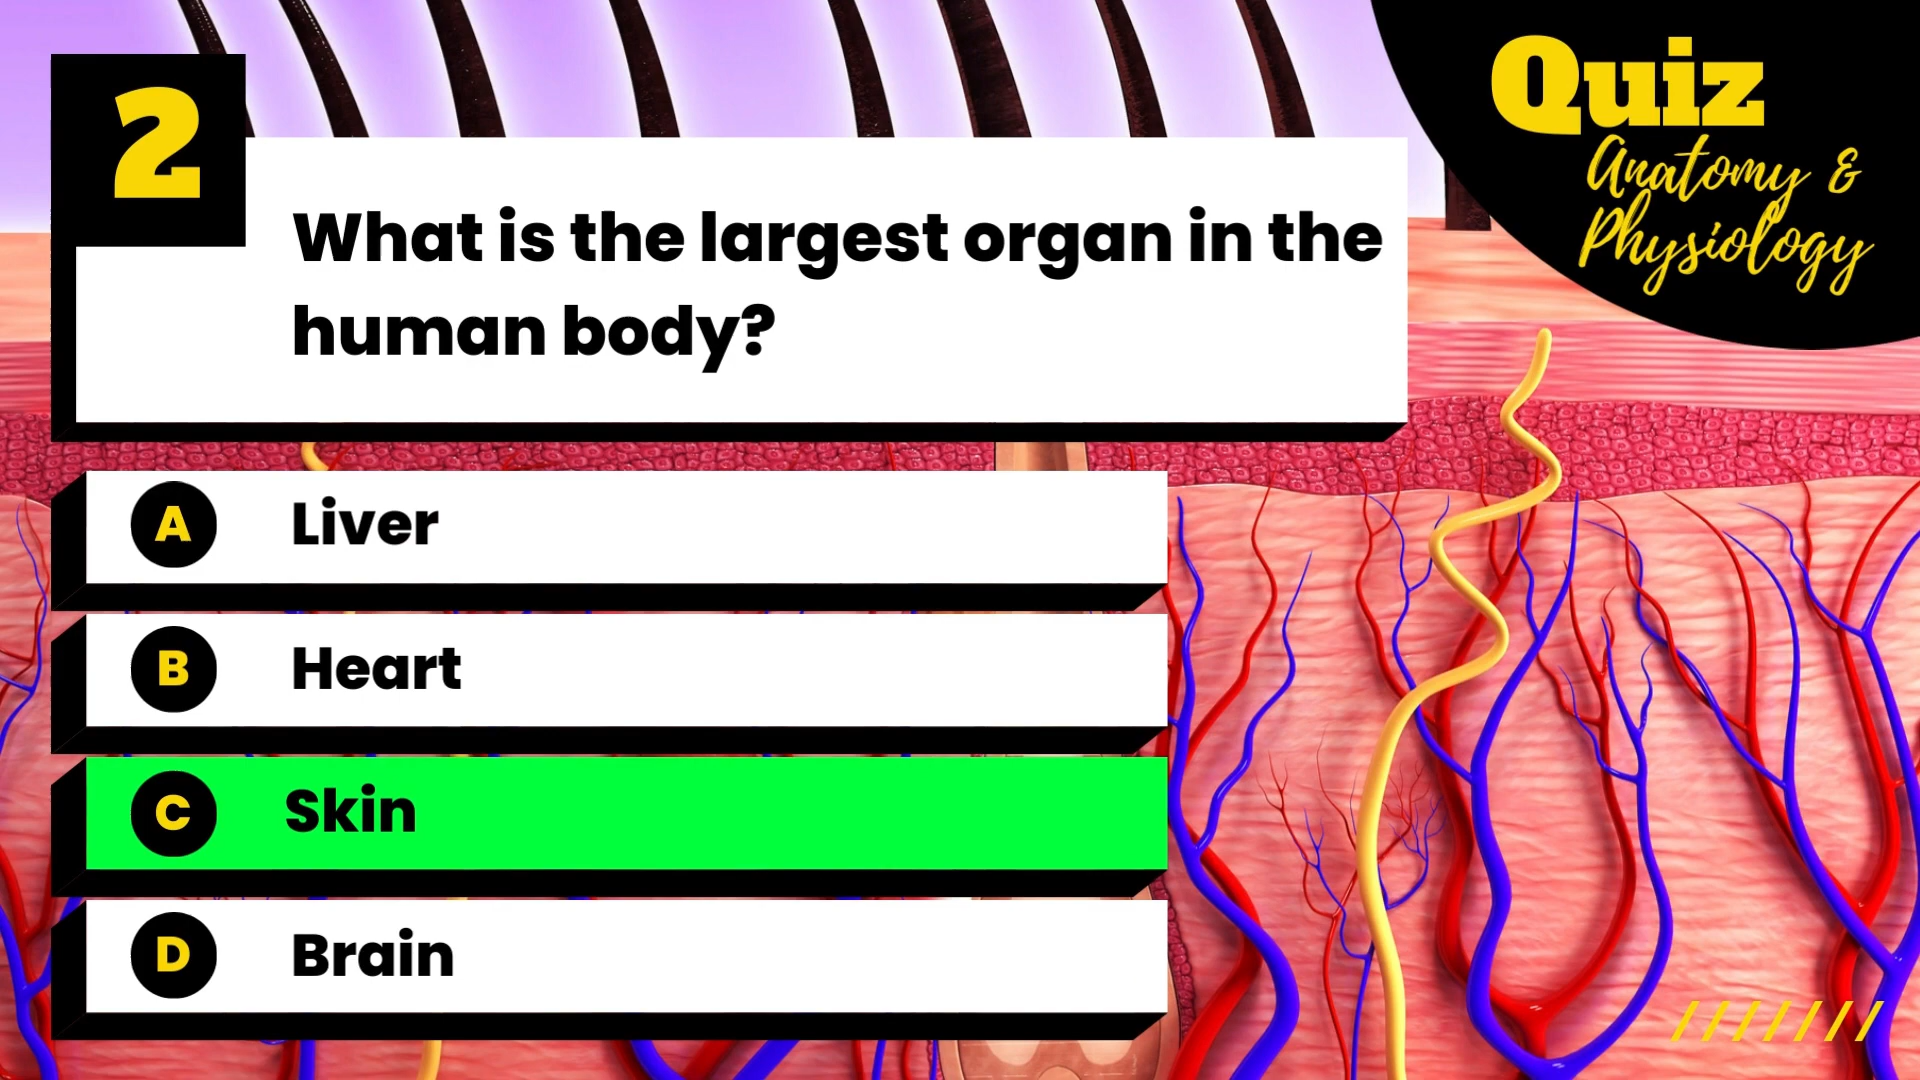 Quiz
Anatomy &
Physiology
2
What is the largest organ in the
human body?
A Liver
B Heart
C Skin
D Brain